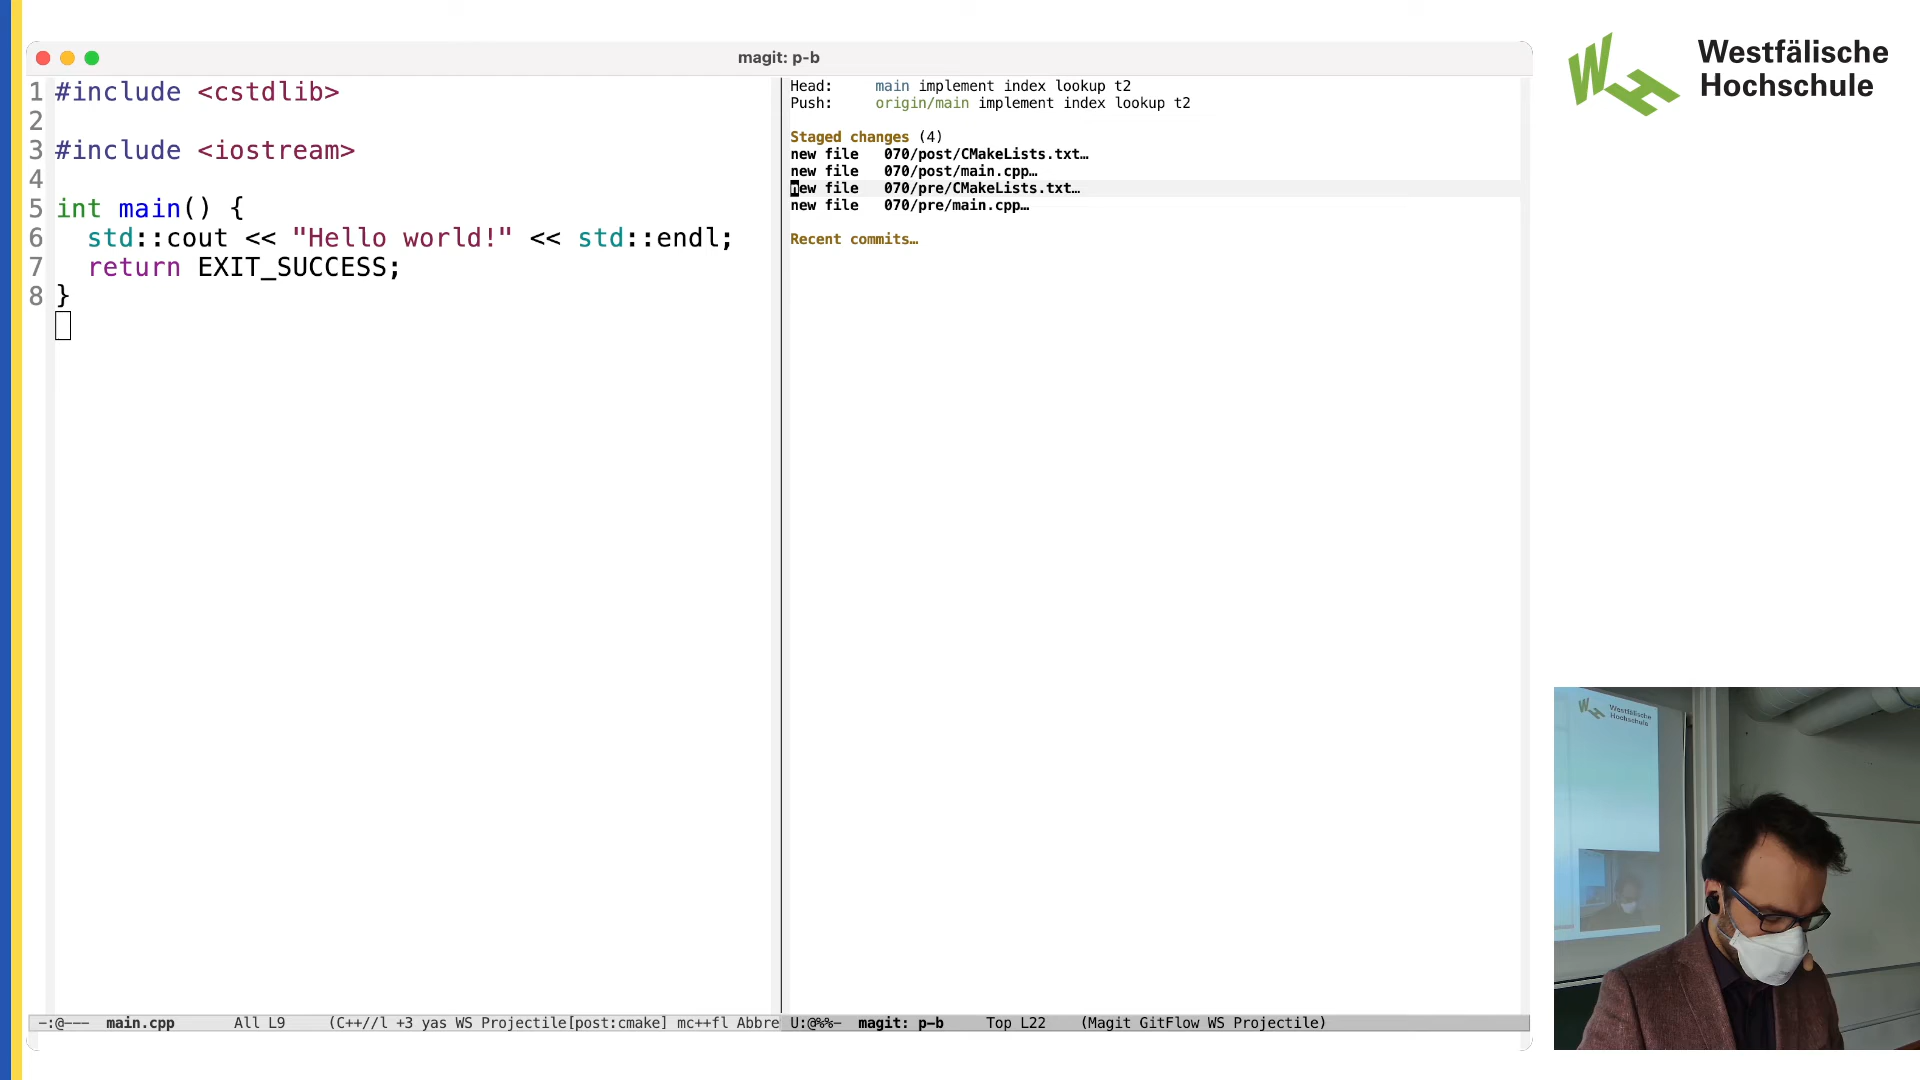 magit: p-b
1 #include <cstdlib>
2
3 #include <iostream>
4
5 int main() {
6   std::cout << "Hello world!" << std::endl;
7   return EXIT_SUCCESS;
8 }
-:@--- main.cpp All L9 (C++//l +3 yas WS Projectile[post:cmake] mc++fl Abbre
Head: main implement index lookup t2
Push: origin/main implement index lookup t2
Staged changes (4)
new file 070/post/CMakeLists.txt…
new file 070/post/main.cpp…
new file 070/pre/CMakeLists.txt…
new file 070/pre/main.cpp…
Recent commits…
U:@%%- magit: p-b Top L22 (Magit GitFlow WS Projectile)
Westfälische
Hochschule
Westfälische
Hochschule